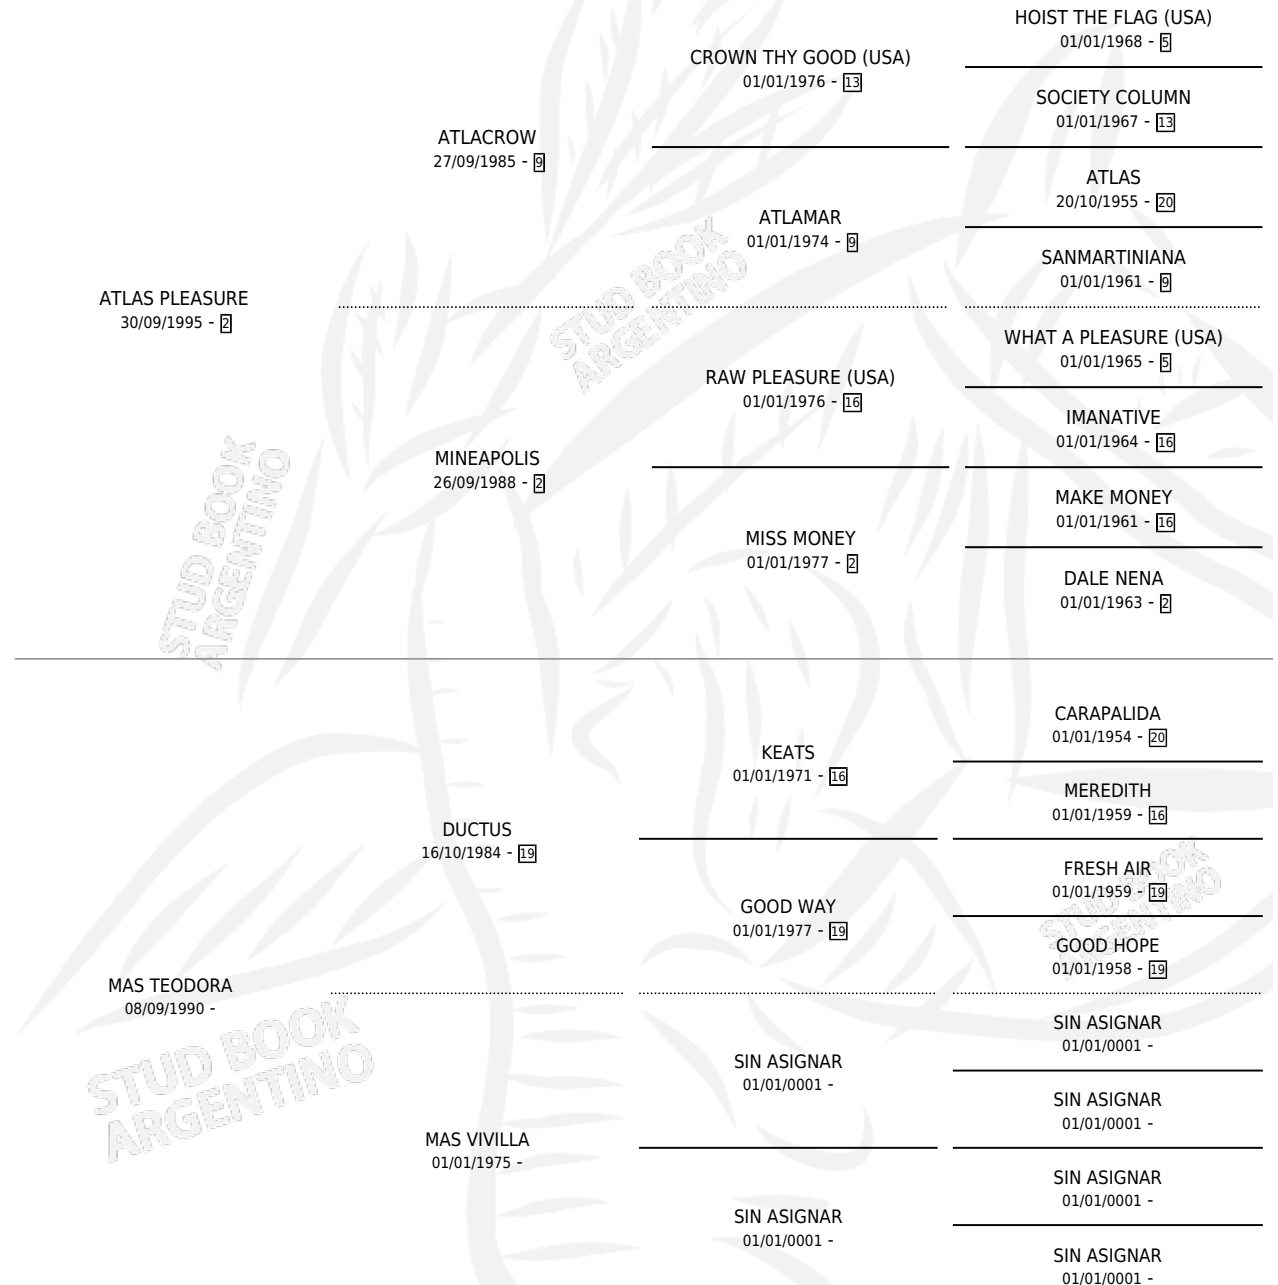 HOIST THE FLAG (USA)
01/01/1968 - 5
CROWN THY GOOD (USA)
01/01/1976 - 13
SOCIETY COLUMN
01/01/1967 - 13
ATLACROW
27/09/1985 - 9
ATLAS
20/10/1955 - 20
ATLAMAR
01/01/1974 - 9
SANMARTINIANA
01/01/1961 - 9
ATLAS PLEASURE
30/09/1995 - 2
WHAT A PLEASURE (USA)
01/01/1965 - 5
RAW PLEASURE (USA)
01/01/1976 - 16
IMANATIVE
01/01/1964 - 16
MINEAPOLIS
26/09/1988 - 2
MAKE MONEY
01/01/1961 - 16
MISS MONEY
01/01/1977 - 2
DALE NENA
01/01/1963 - 2
STUD BOOK
ARGENTINO
STUD BOOK
ARGENTINO
CARAPALIDA
01/01/1954 - 20
KEATS
01/01/1971 - 16
MEREDITH
01/01/1959 - 16
DUCTUS
16/10/1984 - 19
FRESH AIR
01/01/1959 - 19
GOOD WAY
01/01/1977 - 19
GOOD HOPE
01/01/1958 - 19
MAS TEODORA
08/09/1990 -
SIN ASIGNAR
01/01/0001 -
SIN ASIGNAR
01/01/0001 -
SIN ASIGNAR
01/01/0001 -
MAS VIVILLA
01/01/1975 -
SIN ASIGNAR
01/01/0001 -
SIN ASIGNAR
01/01/0001 -
SIN ASIGNAR
01/01/0001 -
STUD BOOK
ARGENTINO
STUD BOOK
ARGENTINO